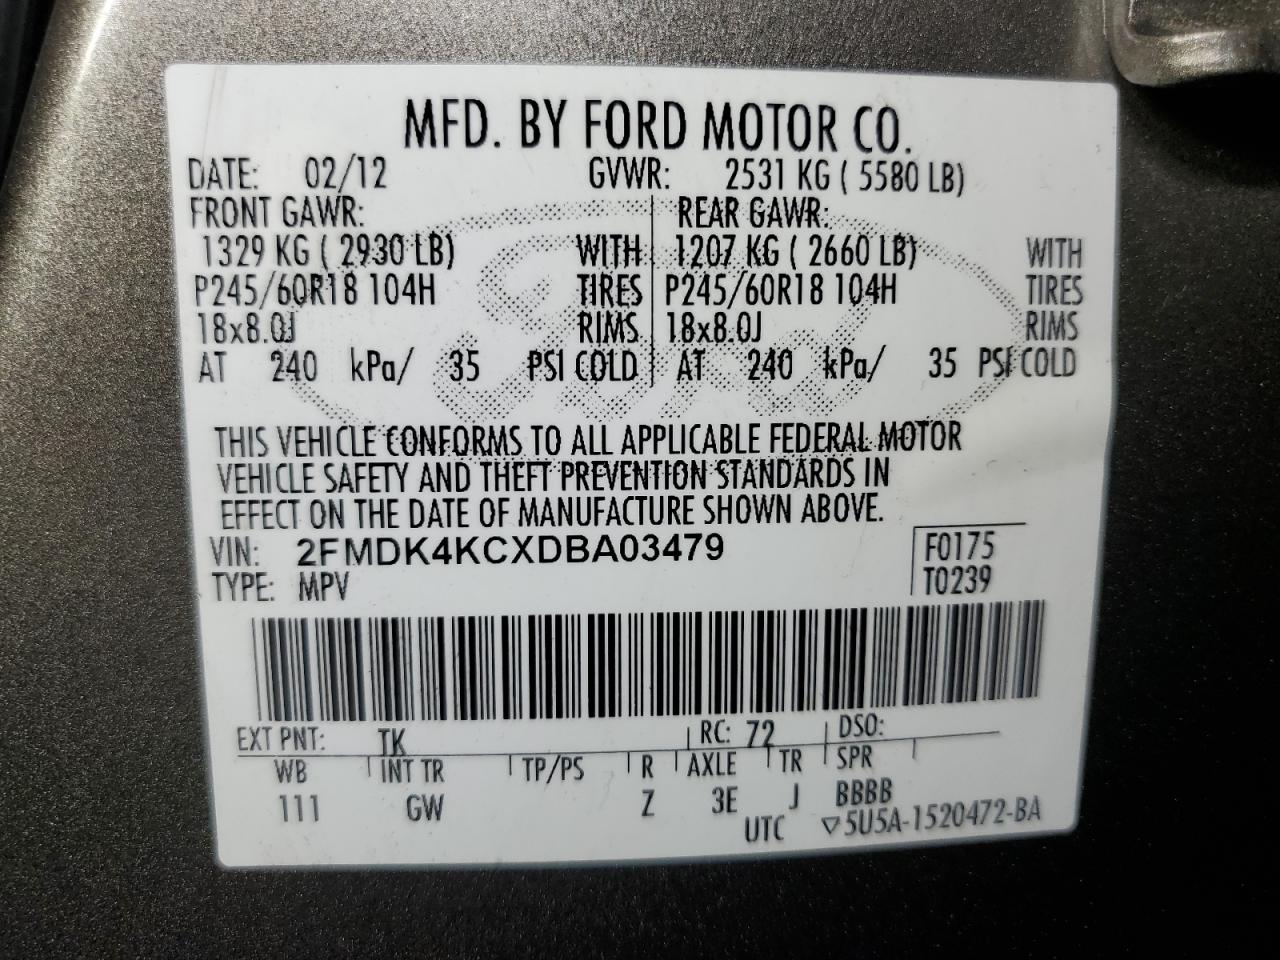 MFD. BY FORD MOTOR CO.
DATE: 02/12 GVWR: 2531 KG ( 5580 LB)
FRONT GAWR: REAR GAWR:
1329 KG ( 2930 LB) WITH 1207 KG ( 2660 LB) WITH
P245/60R18 104H TIRES P245/60R18 104H TIRES
18x8.0J RIMS 18x8.0J RIMS
AT 240 kPa/ 35 PSI COLD AT 240 kPa/ 35 PSI COLD
THIS VEHICLE CONFORMS TO ALL APPLICABLE FEDERAL MOTOR
VEHICLE SAFETY AND THEFT PREVENTION STANDARDS IN
EFFECT ON THE DATE OF MANUFACTURE SHOWN ABOVE.
VIN: 2FMDK4KCXDBA03479 F0175
TYPE: MPV T0239
EXT PNT: TK RC: 72 DSO:
WB INT TR TP/PS R AXLE TR SPR
111 GW Z 3E J BBBB
UTC ▽5U5A-1520472-BA
Ford